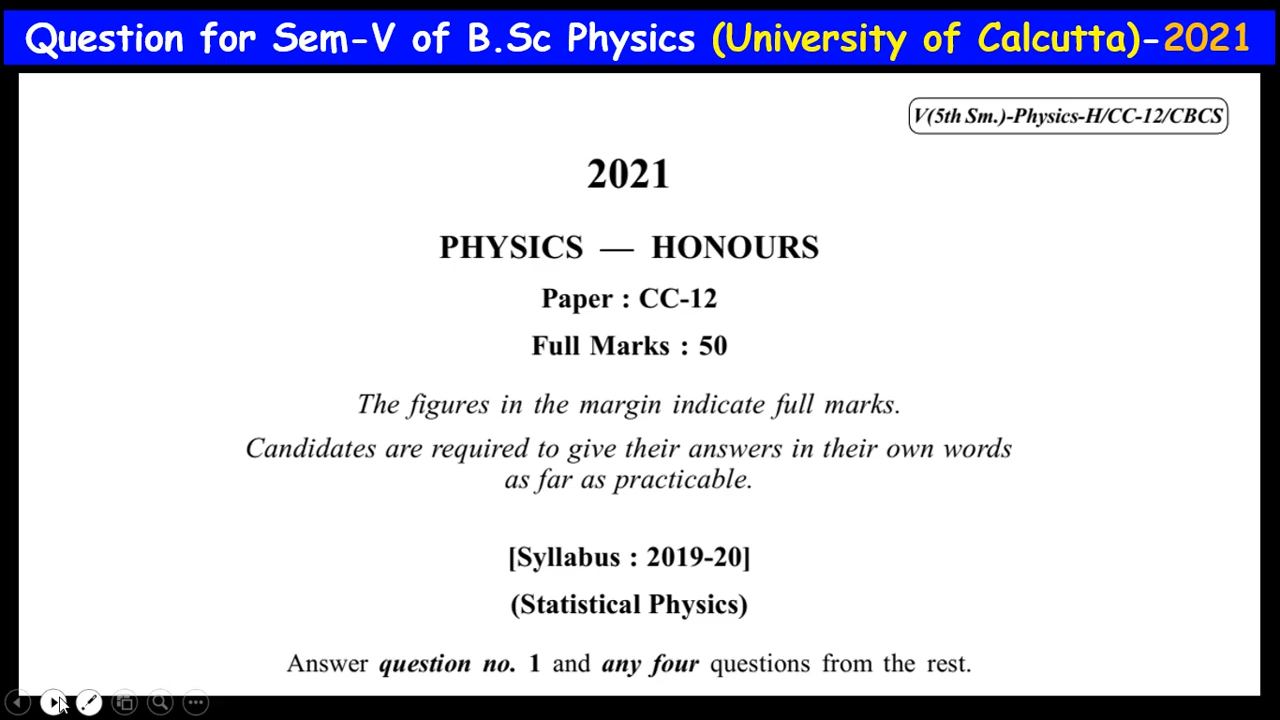 Question for Sem-V of B.Sc Physics (University of Calcutta)-2021
V(5th Sm.)-Physics-H/CC-12/CBCS
2021
PHYSICS — HONOURS
Paper : CC-12
Full Marks : 50
The figures in the margin indicate full marks.
Candidates are required to give their answers in their own words
as far as practicable.
[Syllabus : 2019-20]
(Statistical Physics)
Answer question no. 1 and any four questions from the rest.